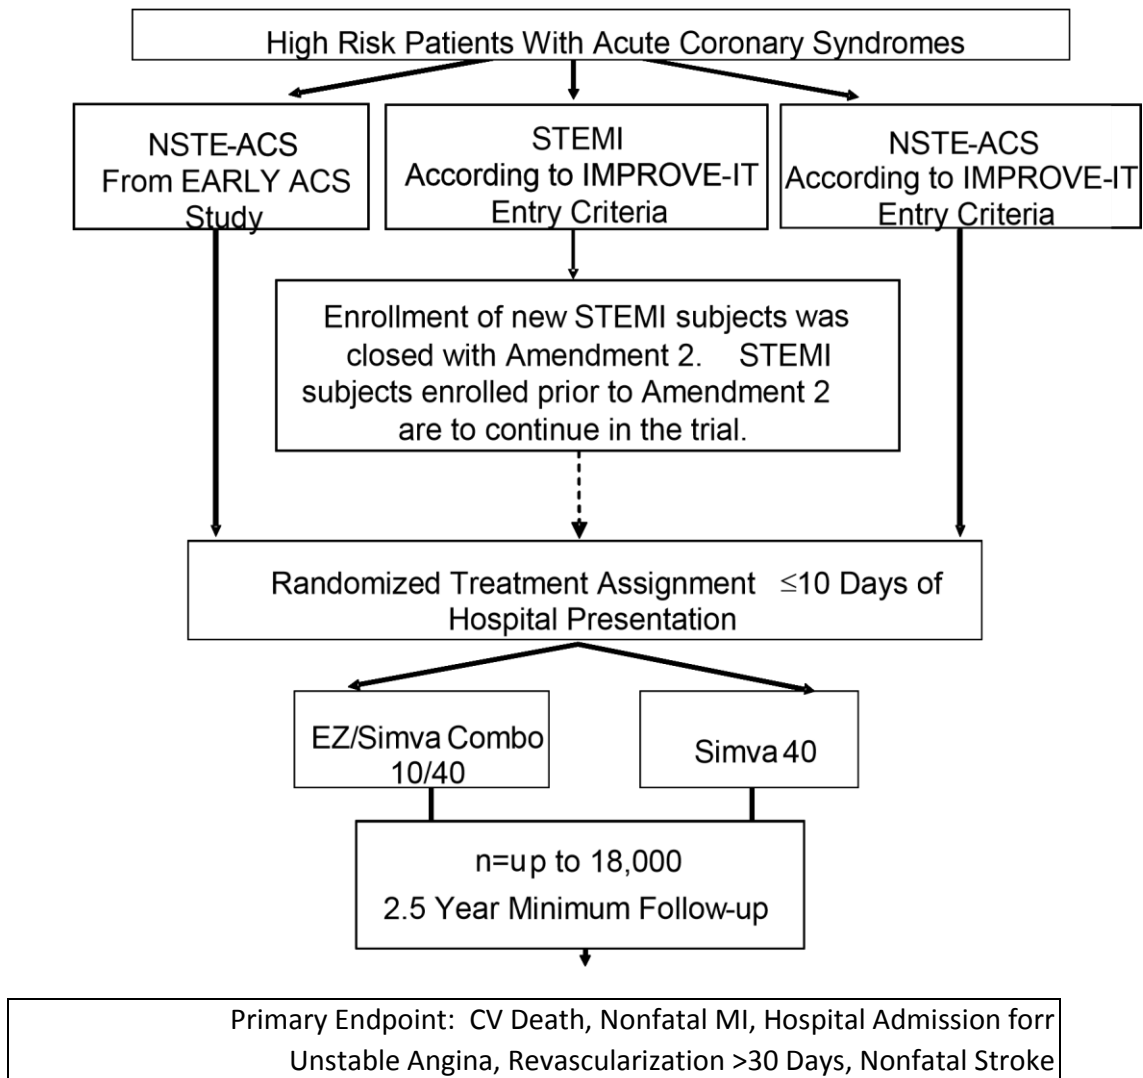 High Risk Patients With Acute Coronary Syndromes
NSTE-ACS
From EARLY ACS
Study
STEMI
According to IMPROVE-IT
Entry Criteria
NSTE-ACS
According to IMPROVE-IT
Entry Criteria
Enrollment of new STEMI subjects was
closed with Amendment 2. STEMI
subjects enrolled prior to Amendment 2
are to continue in the trial.
Randomized Treatment Assignment ≤10 Days of
Hospital Presentation
EZ/Simva Combo
10/40
Simva 40
n=up to 18,000
2.5 Year Minimum Follow-up
Primary Endpoint: CV Death, Nonfatal MI, Hospital Admission forr
Unstable Angina, Revascularization >30 Days, Nonfatal Stroke